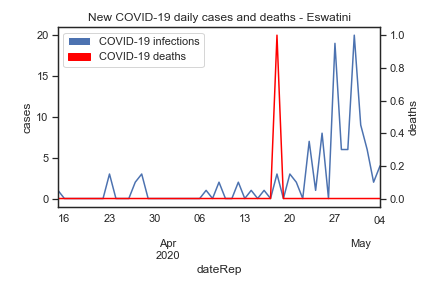 New COVID-19 daily cases and deaths - Eswatini
COVID-19 infections
COVID-19 deaths
20
15
10
5
0
cases
1.0
0.8
0.6
0.4
0.2
0.0
deaths
16 23 30 06 13 20 27 04
Apr May
2020
dateRep